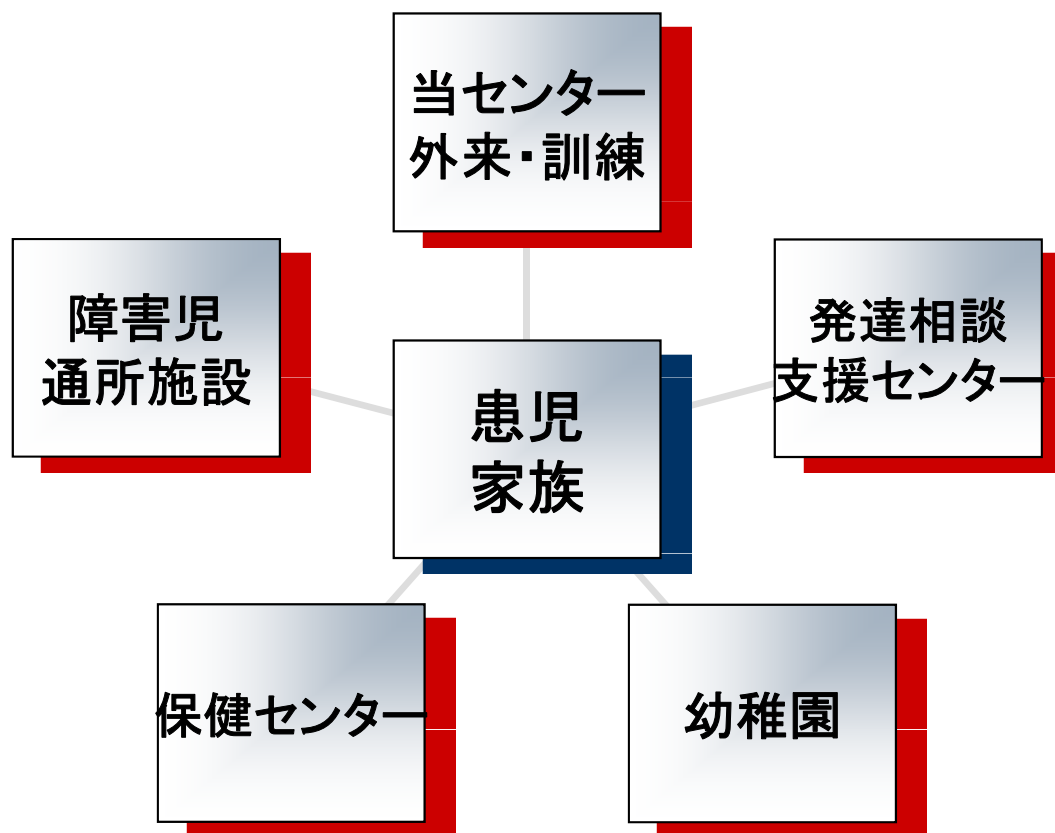 当センター
外来・訓練
障害児
通所施設
発達相談
支援センター
患児
家族
保健センター
幼稚園